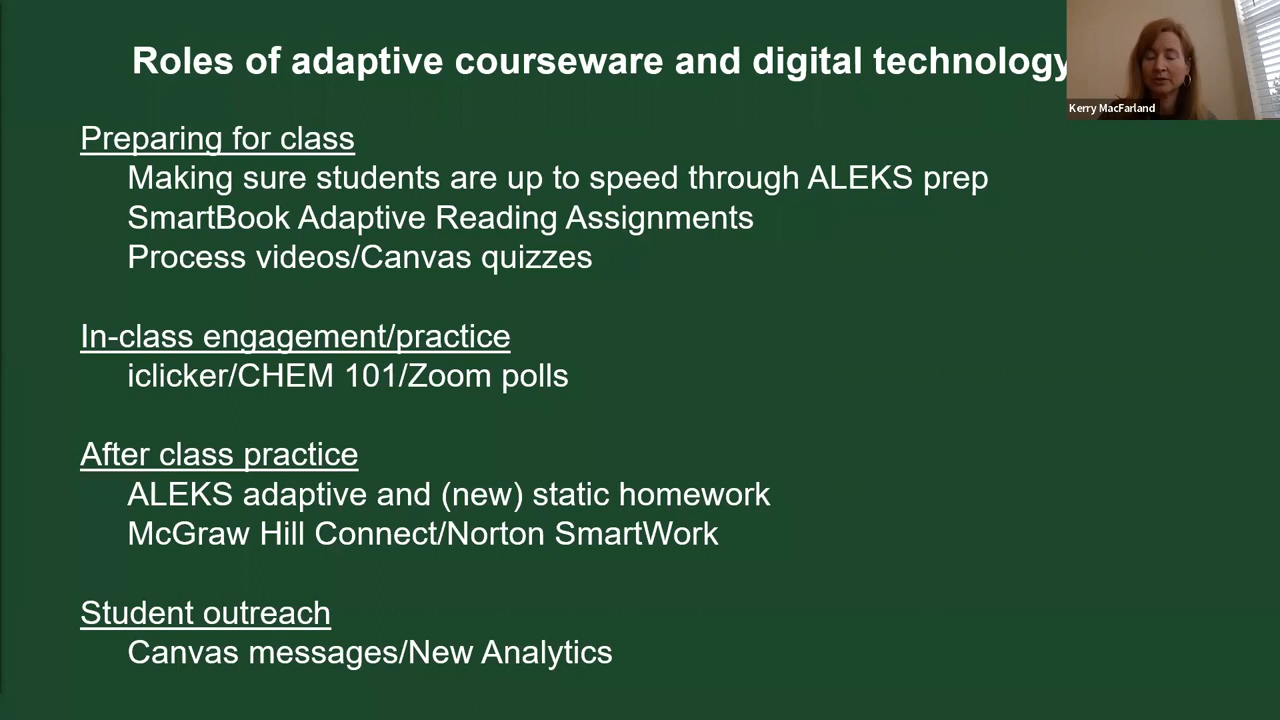 Roles of adaptive courseware and digital technology
Kerry MacFarland
Preparing for class
Making sure students are up to speed through ALEKS prep
SmartBook Adaptive Reading Assignments
Process videos/Canvas quizzes
In-class engagement/practice
iclicker/CHEM 101/Zoom polls
After class practice
ALEKS adaptive and (new) static homework
McGraw Hill Connect/Norton SmartWork
Student outreach
Canvas messages/New Analytics